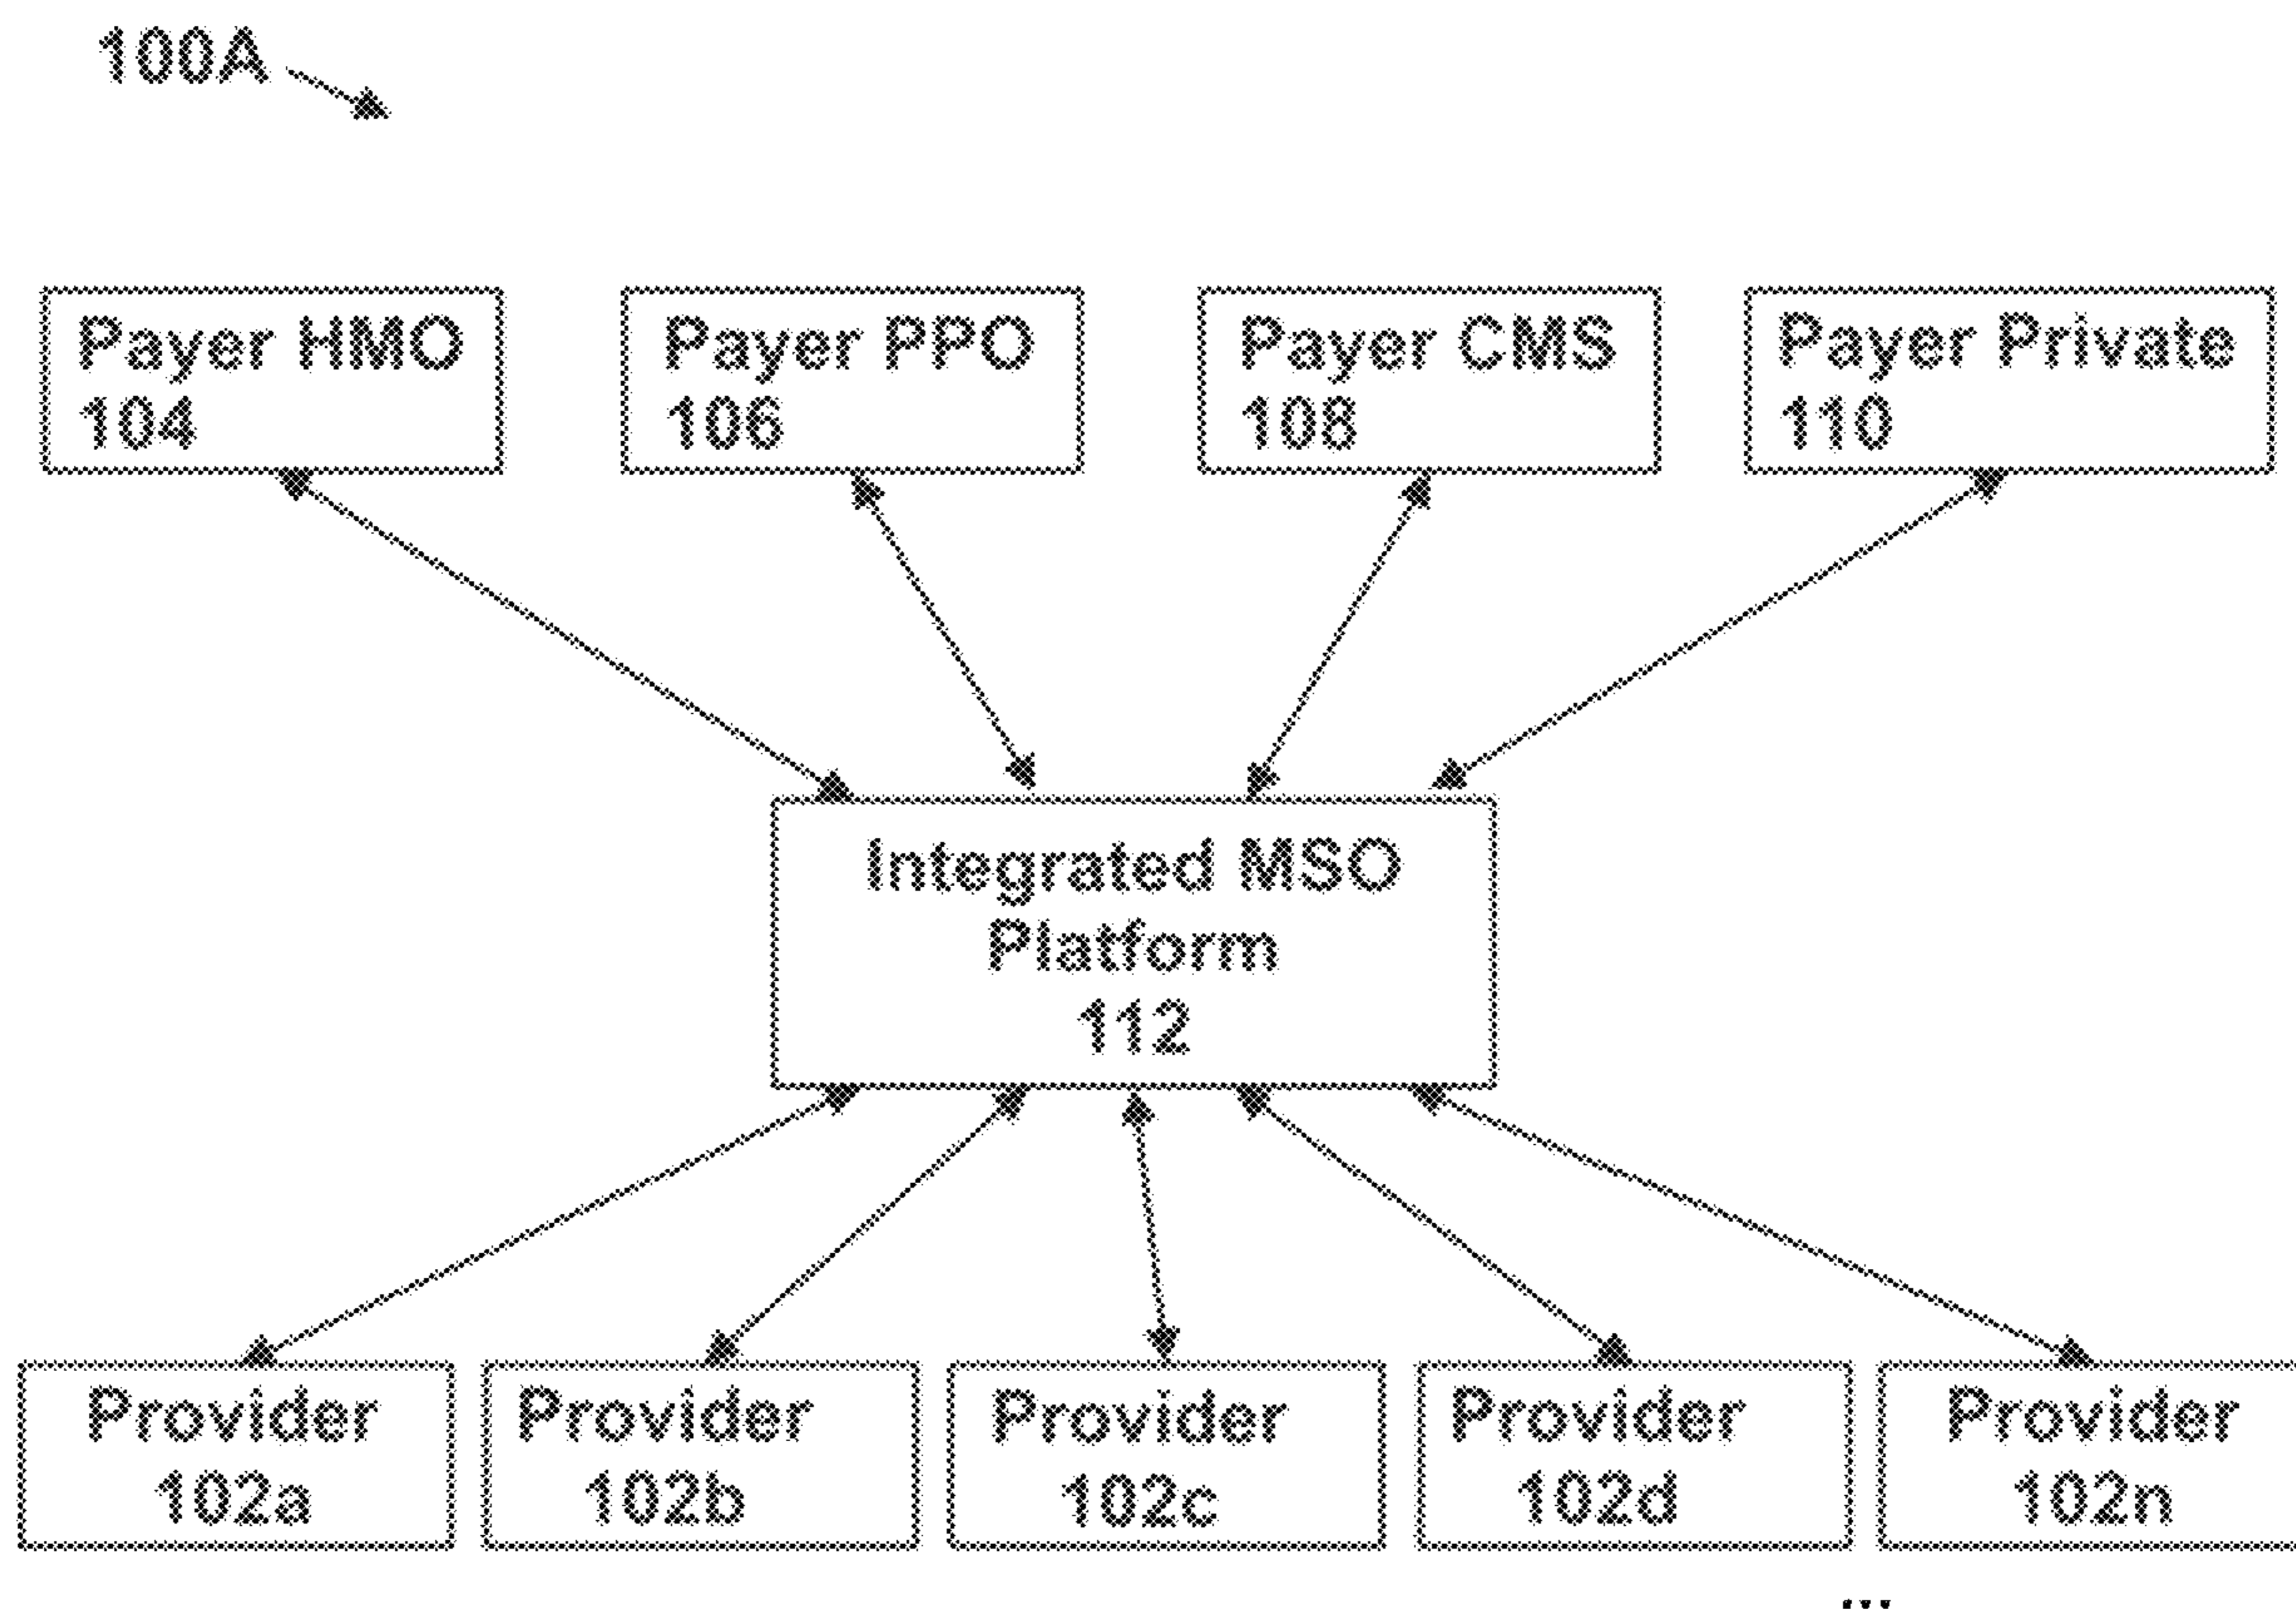 100A
Payer HMO
104
Payer PPO
106
Payer CMS
108
Payer Private
110
Integrated MSO
Platform
112
Provider
102a
Provider
102b
Provider
102c
Provider
102d
Provider
102n
...